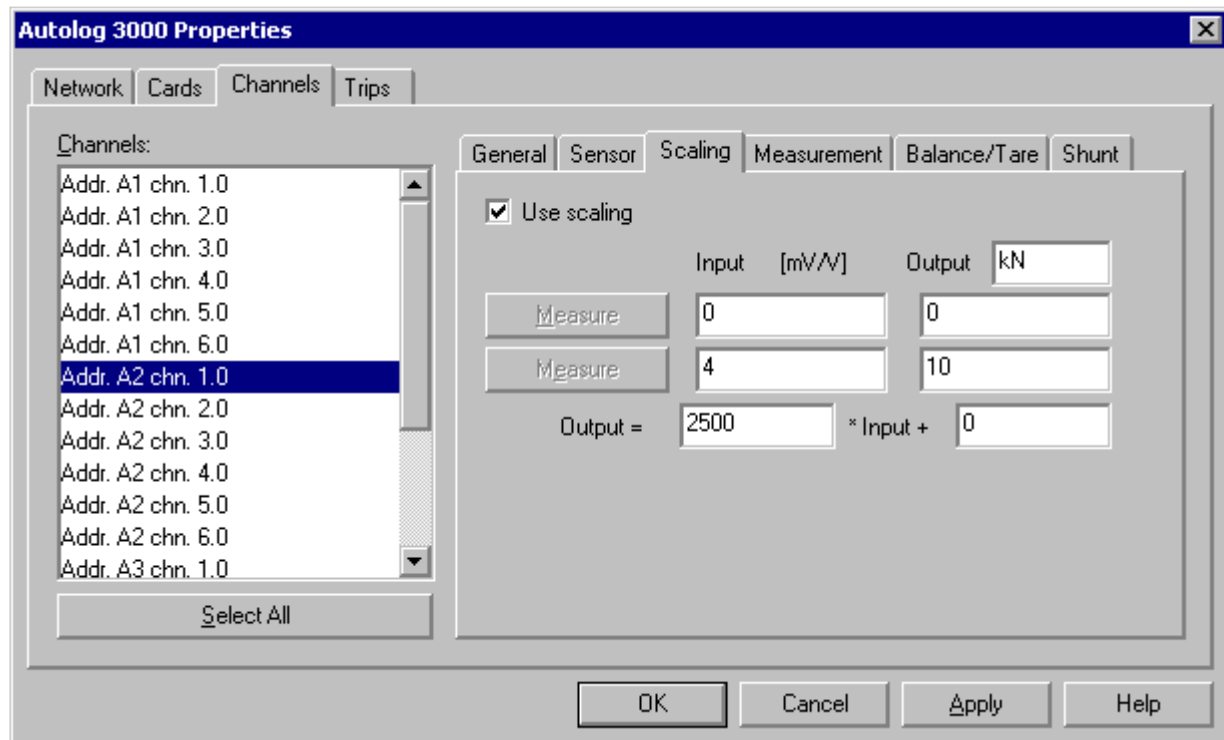 Autolog 3000 Properties
Network Cards Channels Trips
Channels:
Addr. A1 chn. 1.0
Addr. A1 chn. 2.0
Addr. A1 chn. 3.0
Addr. A1 chn. 4.0
Addr. A1 chn. 5.0
Addr. A1 chn. 6.0
Addr. A2 chn. 1.0
Addr. A2 chn. 2.0
Addr. A2 chn. 3.0
Addr. A2 chn. 4.0
Addr. A2 chn. 5.0
Addr. A2 chn. 6.0
Addr. A3 chn. 1.0
Select All
General Sensor Scaling Measurement Balance/Tare Shunt
Use scaling
Input [mV/V] Output kN
Measure 0 0
Measure 4 10
Output = 2500 * Input + 0
OK Cancel Apply Help